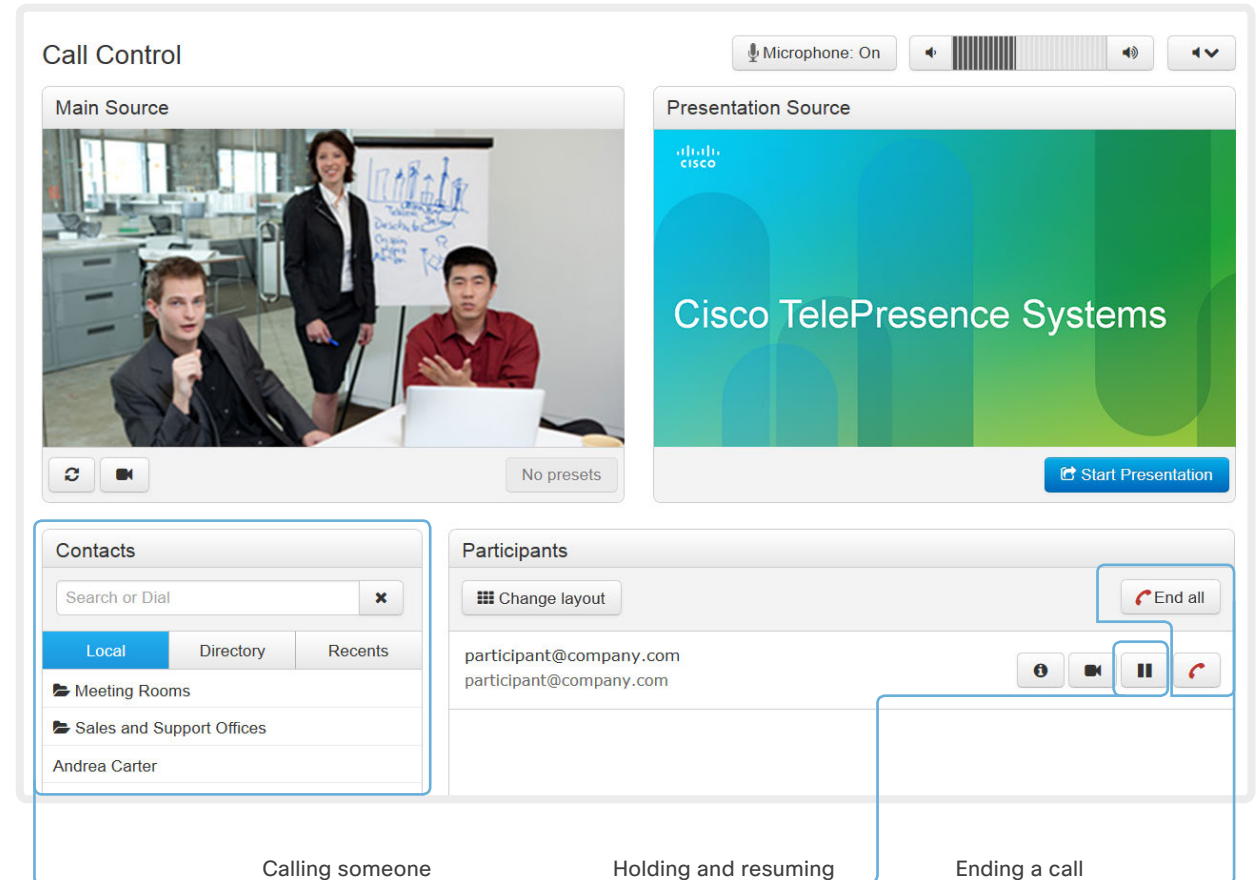 Call Control
Microphone: On
Main Source
Presentation Source
CISCO
Cisco TelePresence Systems
No presets
Start Presentation
Contacts
Search or Dial
Local
Directory
Recents
Meeting Rooms
Sales and Support Offices
Andrea Carter
Participants
Change layout
End all
participant@company.com
participant@company.com
Calling someone
Holding and resuming
Ending a call